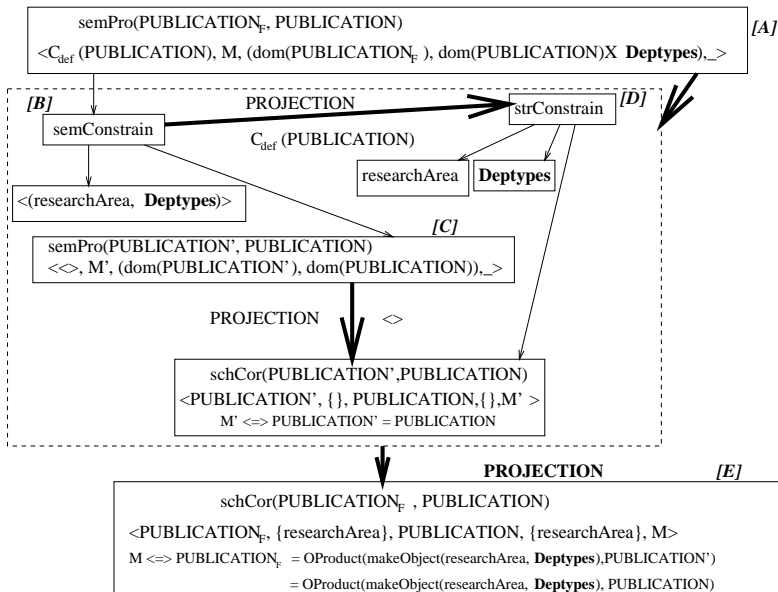 semPro(PUBLICATION_F, PUBLICATION)
[A]
<C_def (PUBLICATION), M, (dom(PUBLICATION_F ), dom(PUBLICATION)X Deptypes),_>
[B]
PROJECTION
[D]
semConstrain
strConstrain
C_def (PUBLICATION)
researchArea
Deptypes
<(researchArea, Deptypes)>
[C]
semPro(PUBLICATION’, PUBLICATION)
<<>, M’, (dom(PUBLICATION’), dom(PUBLICATION)),_>
PROJECTION <>
schCor(PUBLICATION’,PUBLICATION)
<PUBLICATION’, {}, PUBLICATION,{},M’ >
M’ <=> PUBLICATION’ = PUBLICATION
PROJECTION
[E]
schCor(PUBLICATION_F , PUBLICATION)
<PUBLICATION_F, {researchArea}, PUBLICATION, {researchArea}, M>
M <=> PUBLICATION_F = OProduct(makeObject(researchArea, Deptypes),PUBLICATION’)
= OProduct(makeObject(researchArea, Deptypes), PUBLICATION)